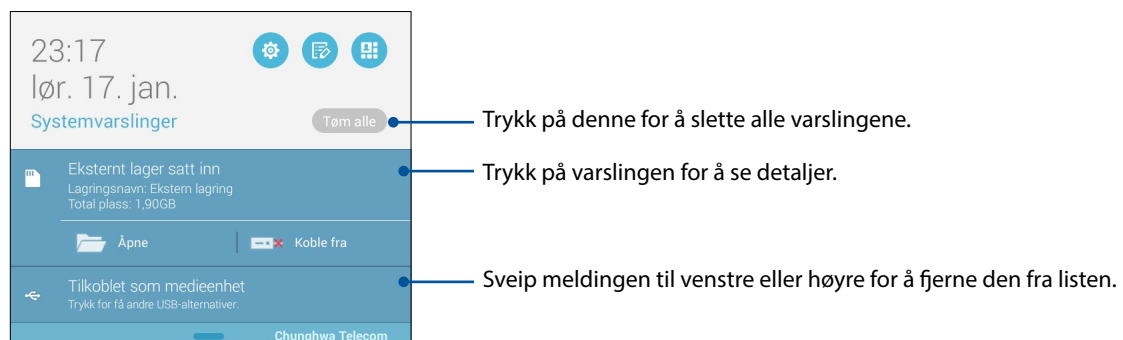 23:17
lør. 17. jan.
Systemvarslinger
Tøm alle
Trykk på denne for å slette alle varslingene.
Eksternt lager satt inn
Lagringsnavn: Ekstern lagring
Total plass: 1,90GB
Trykk på varslingen for å se detaljer.
Åpne
Koble fra
Tilkoblet som medieenhet
Trykk for få andre USB-alternativer.
Sveip meldingen til venstre eller høyre for å fjerne den fra listen.
Chunghwa Telecom